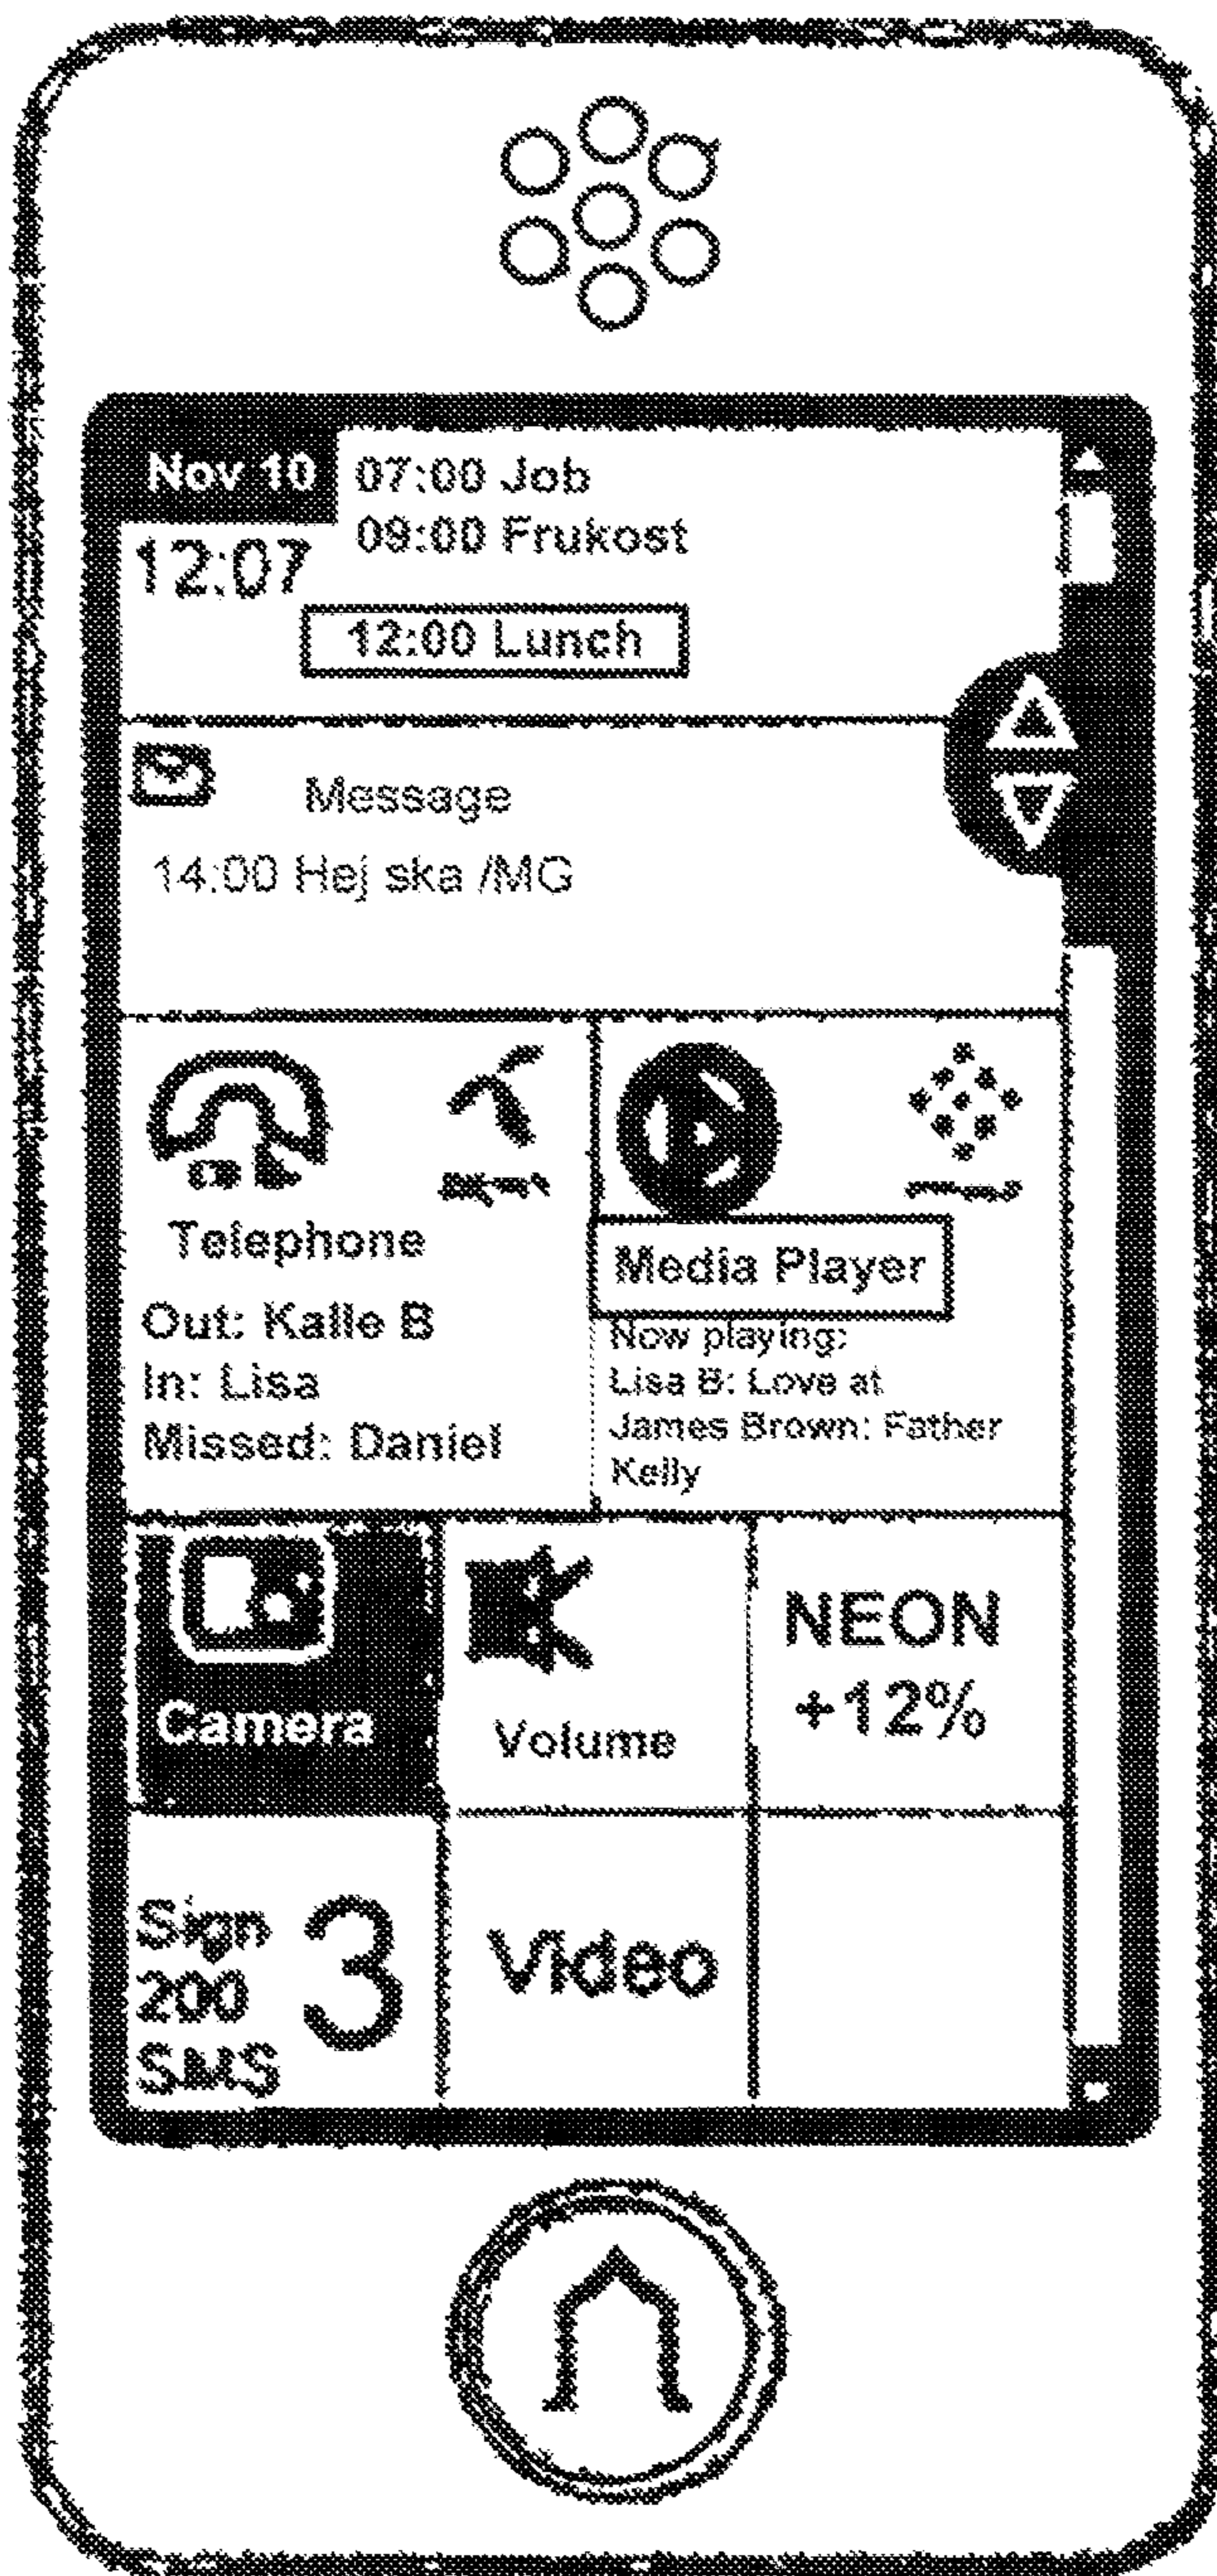 Nov 10
12:07
07:00 Job
09:00 Frukost
12:00 Lunch
Message
14:00 Hej ska /MG
Telephone
Out: Kalle B
In: Lisa
Missed: Daniel
Media Player
Now playing:
Lisa B: Love at
James Brown: Father
Kelly
Camera
Volume
NEON
+12%
Sign
200
SMS
3
Video